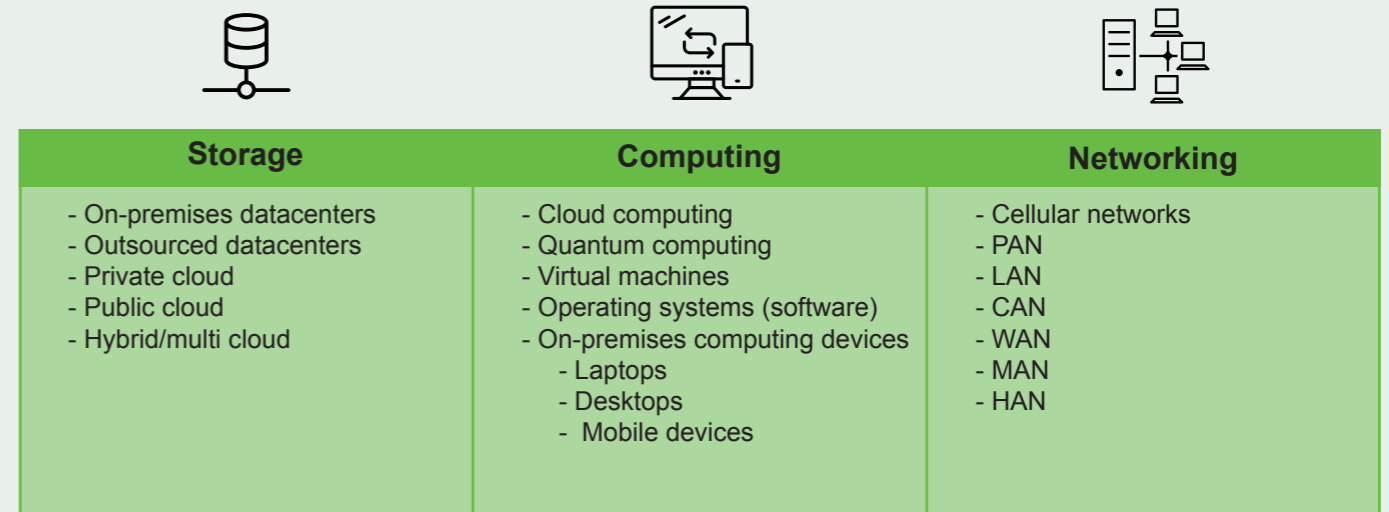 Storage
- On-premises datacenters
- Outsourced datacenters
- Private cloud
- Public cloud
- Hybrid/multi cloud
Computing
- Cloud computing
- Quantum computing
- Virtual machines
- Operating systems (software)
- On-premises computing devices
- Laptops
- Desktops
- Mobile devices
Networking
- Cellular networks
- PAN
- LAN
- CAN
- WAN
- MAN
- HAN